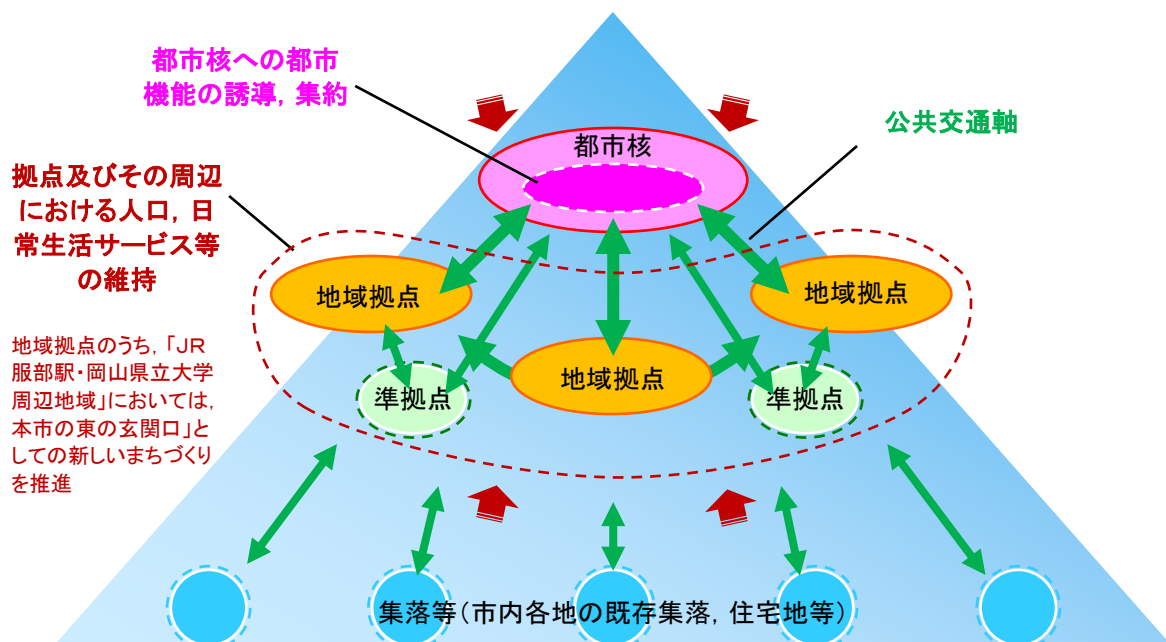 都市核への都市
機能の誘導，集約
公共交通軸
都市核
拠点及びその周辺
における人口，日
常生活サービス等
の維持
地域拠点
地域拠点
地域拠点
準拠点
準拠点
地域拠点のうち，「ＪＲ
服部駅・岡山県立大学
周辺地域」においては，
本市の東の玄関口」と
しての新しいまちづくり
を推進
集落等（市内各地の既存集落，住宅地等）